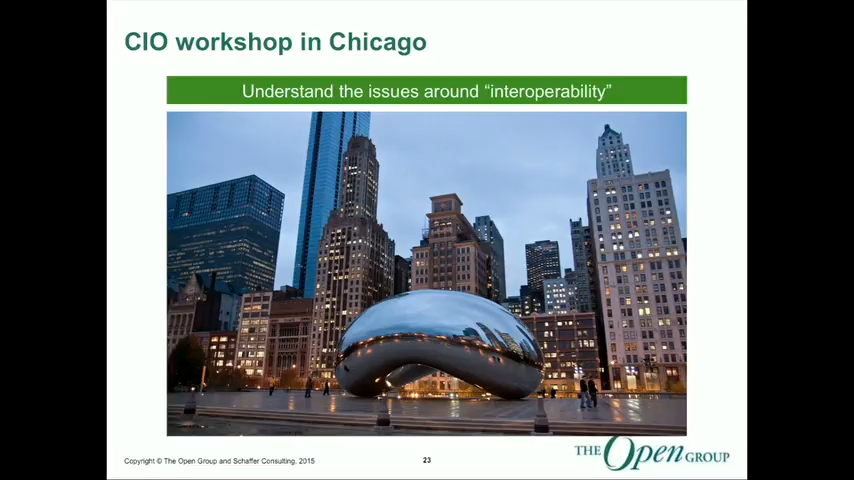 CIO workshop in Chicago
Understand the issues around “interoperability”
Copyright © The Open Group and Schaffer Consulting, 2015
23
THE Open GROUP